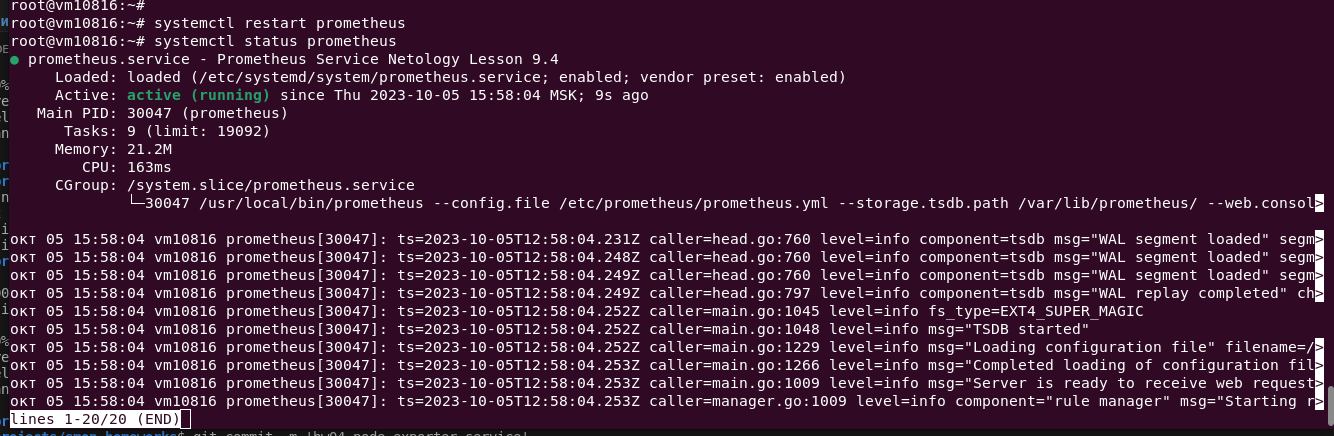 root@vm10816:~#
root@vm10816:~# systemctl restart prometheus
root@vm10816:~# systemctl status prometheus
● prometheus.service - Prometheus Service Netology Lesson 9.4
Loaded: loaded (/etc/systemd/system/prometheus.service; enabled; vendor preset: enabled)
Active: active (running) since Thu 2023-10-05 15:58:04 MSK; 9s ago
Main PID: 30047 (prometheus)
Tasks: 9 (limit: 19092)
Memory: 21.2M
CPU: 163ms
CGroup: /system.slice/prometheus.service
└─30047 /usr/local/bin/prometheus --config.file /etc/prometheus/prometheus.yml --storage.tsdb.path /var/lib/prometheus/ --web.consol>
окт 05 15:58:04 vm10816 prometheus[30047]: ts=2023-10-05T12:58:04.231Z caller=head.go:760 level=info component=tsdb msg="WAL segment loaded" segm>
окт 05 15:58:04 vm10816 prometheus[30047]: ts=2023-10-05T12:58:04.248Z caller=head.go:760 level=info component=tsdb msg="WAL segment loaded" segm>
окт 05 15:58:04 vm10816 prometheus[30047]: ts=2023-10-05T12:58:04.249Z caller=head.go:760 level=info component=tsdb msg="WAL segment loaded" segm>
окт 05 15:58:04 vm10816 prometheus[30047]: ts=2023-10-05T12:58:04.249Z caller=head.go:797 level=info component=tsdb msg="WAL replay completed" ch>
окт 05 15:58:04 vm10816 prometheus[30047]: ts=2023-10-05T12:58:04.252Z caller=main.go:1045 level=info fs_type=EXT4_SUPER_MAGIC
окт 05 15:58:04 vm10816 prometheus[30047]: ts=2023-10-05T12:58:04.252Z caller=main.go:1048 level=info msg="TSDB started"
окт 05 15:58:04 vm10816 prometheus[30047]: ts=2023-10-05T12:58:04.252Z caller=main.go:1229 level=info msg="Loading configuration file" filename=/>
окт 05 15:58:04 vm10816 prometheus[30047]: ts=2023-10-05T12:58:04.253Z caller=main.go:1266 level=info msg="Completed loading of configuration fil>
окт 05 15:58:04 vm10816 prometheus[30047]: ts=2023-10-05T12:58:04.253Z caller=main.go:1009 level=info msg="Server is ready to receive web request>
окт 05 15:58:04 vm10816 prometheus[30047]: ts=2023-10-05T12:58:04.253Z caller=manager.go:1009 level=info component="rule manager" msg="Starting r>
lines 1-20/20 (END)